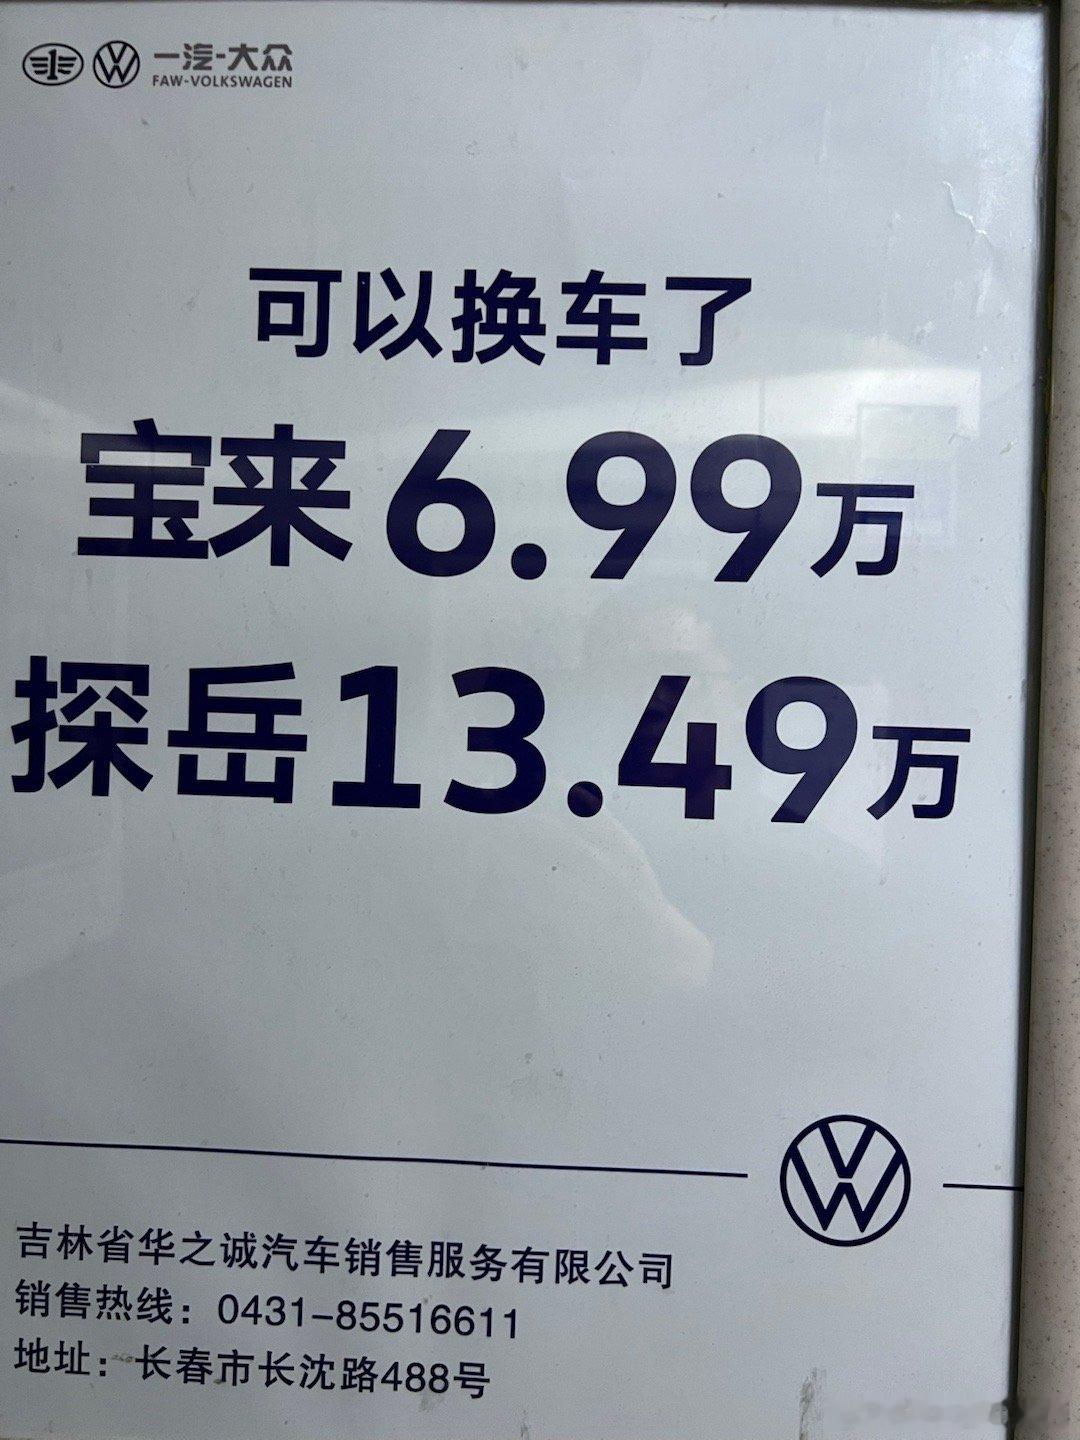 一汽-大众
FAW-VOLKSWAGEN
可以换车了
宝来6.99万
探岳13.49万
吉林省华之诚汽车销售服务有限公司
销售热线：0431-85516611
地址：长春市长沈路488号